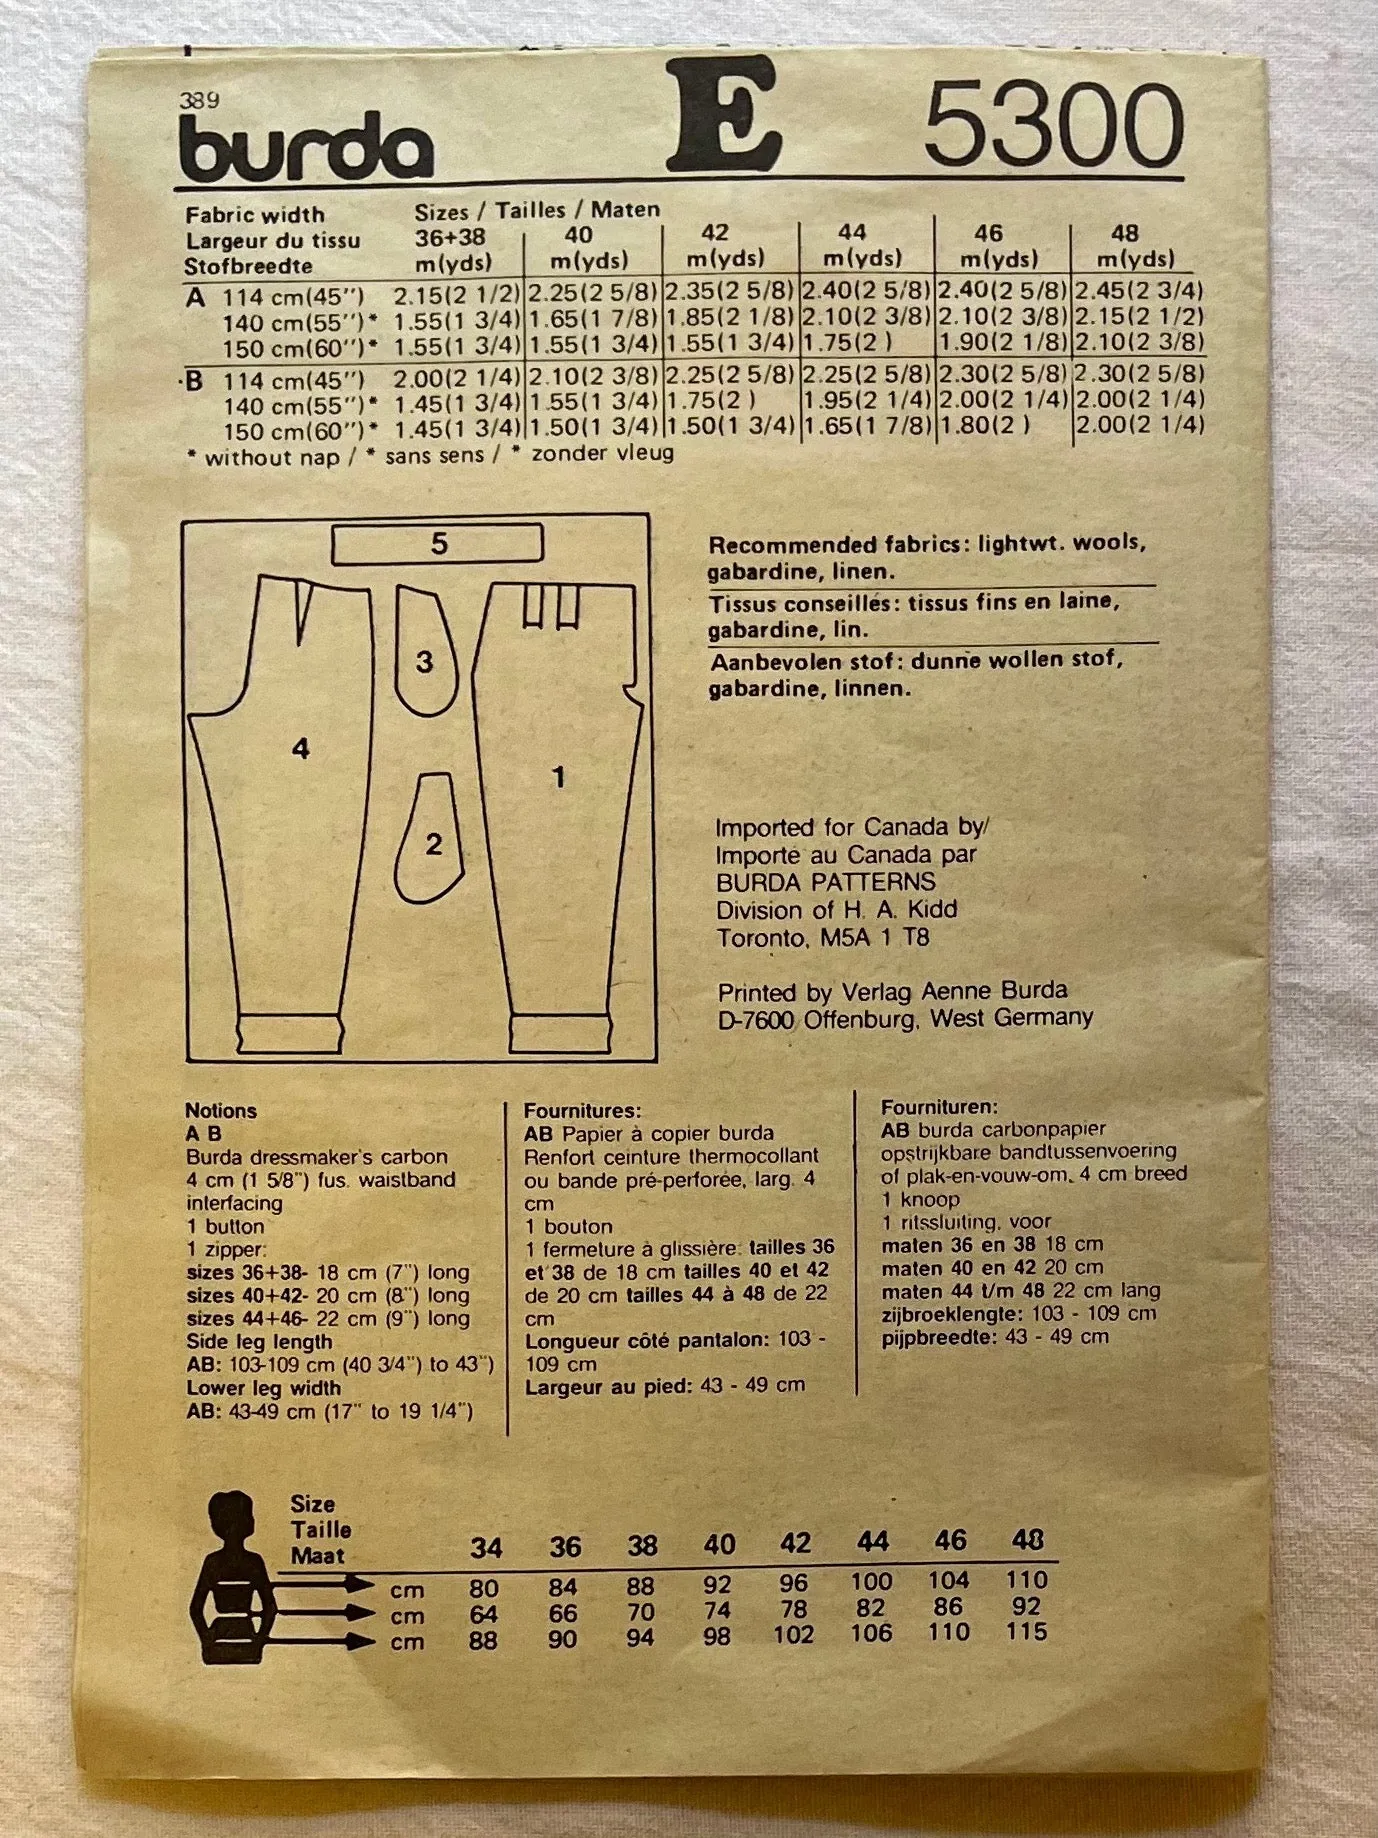 389
burda E 5300
Fabric width Sizes / Tailles / Maten
Largeur du tissu 36+38 40 42 44 46 48
Stofbreedte m(yds) m(yds) m(yds) m(yds) m(yds) m(yds)
A 114 cm(45'') 2.15(2 1/2) 2.25(2 5/8) 2.35(2 5/8) 2.40(2 5/8) 2.40(2 5/8) 2.45(2 3/4)
140 cm(55'')* 1.55(1 3/4) 1.65(1 7/8) 1.85(2 1/8) 2.10(2 3/8) 2.10(2 3/8) 2.15(2 1/2)
150 cm(60'')* 1.55(1 3/4) 1.55(1 3/4) 1.55(1 3/4) 1.75(2 ) 1.90(2 1/8) 2.10(2 3/8)
B 114 cm(45'') 2.00(2 1/4) 2.10(2 3/8) 2.25(2 5/8) 2.25(2 5/8) 2.30(2 5/8) 2.30(2 5/8)
140 cm(55'')* 1.45(1 3/4) 1.55(1 3/4) 1.75(2 ) 1.95(2 1/4) 2.00(2 1/4) 2.00(2 1/4)
150 cm(60'')* 1.45(1 3/4) 1.50(1 3/4) 1.50(1 3/4) 1.65(1 7/8) 1.80(2 ) 2.00(2 1/4)
* without nap / * sans sens / * zonder vleug
5
3
4
1
2
Recommended fabrics: lightwt. wools,
gabardine, linen.
Tissus conseillés: tissus fins en laine,
gabardine, lin.
Aanbevolen stof: dunne wollen stof,
gabardine, linnen.
Imported for Canada by/
Importé au Canada par
BURDA PATTERNS
Division of H. A. Kidd
Toronto, M5A 1 T8
Printed by Verlag Aenne Burda
D-7600 Offenburg, West Germany
Notions
A B
Burda dressmaker's carbon
4 cm (1 5/8") fus. waistband
interfacing
1 button
1 zipper:
sizes 36+38- 18 cm (7") long
sizes 40+42- 20 cm (8") long
sizes 44+46- 22 cm (9") long
Side leg length
AB: 103-109 cm (40 3/4") to 43")
Lower leg width
AB: 43-49 cm (17" to 19 1/4")
Fournitures:
AB Papier à copier burda
Renfort ceinture thermocollant
ou bande pré-perforée, larg. 4
cm
1 bouton
1 fermeture à glissière: tailles 36
et 38 de 18 cm tailles 40 et 42
de 20 cm tailles 44 à 48 de 22
cm
Longueur côté pantalon: 103 -
109 cm
Largeur au pied: 43 - 49 cm
Fournituren:
AB burda carbonpapier
opstrijkbare bandtussenvoering
of plak-en-vouw-om, 4 cm breed
1 knoop
1 ritssluiting, voor
maten 36 en 38 18 cm
maten 40 en 42 20 cm
maten 44 t/m 48 22 cm lang
zijbroeklengte: 103 - 109 cm
pijpbreedte: 43 - 49 cm
Size
Taille
Maat 34 36 38 40 42 44 46 48
cm 80 84 88 92 96 100 104 110
cm 64 66 70 74 78 82 86 92
cm 88 90 94 98 102 106 110 115